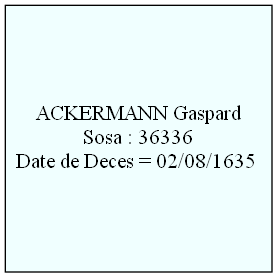 ACKERMANN Gaspard
Sosa : 36336
Date de Deces = 02/08/1635